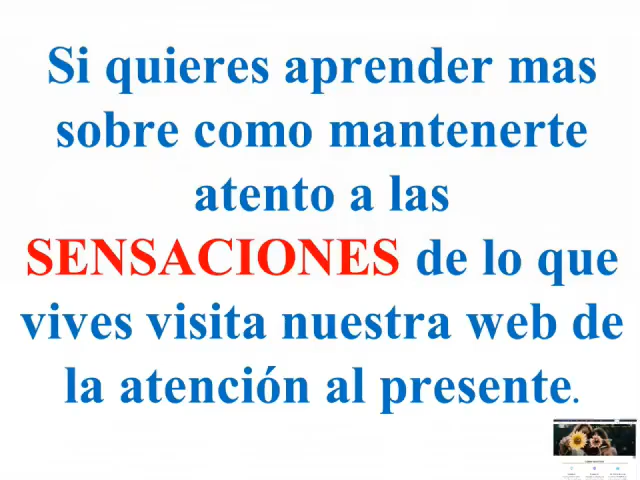 Si quieres aprender mas
sobre como mantenerte
atento a las
SENSACIONES de lo que
vives visita nuestra web de
la atención al presente.